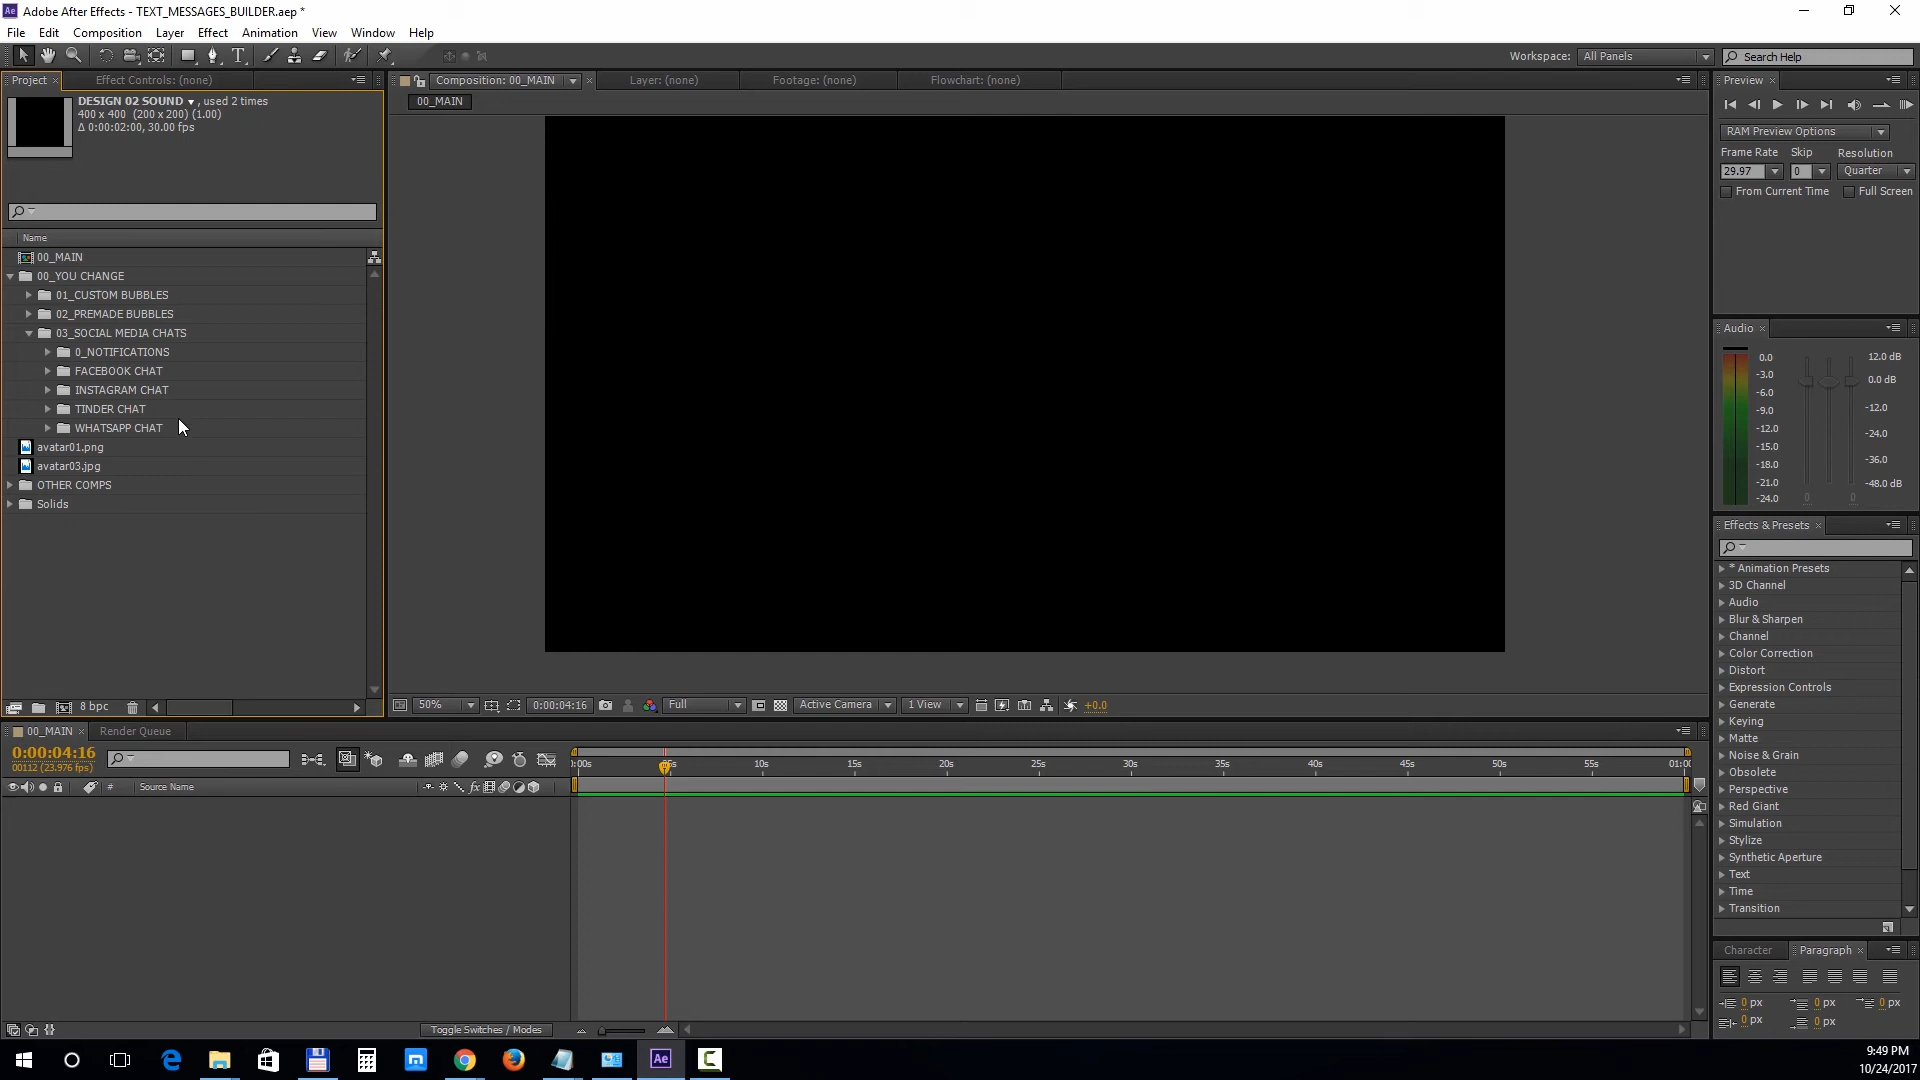 Adobe After Effects - TEXT_MESSAGES_BUILDER.aep *
File Edit Composition Layer Effect Animation View Window Help
Workspace: All Panels Search Help
Project Effect Controls: (none)
Composition: 00_MAIN Layer: (none) Footage: (none) Flowchart: (none)
00_MAIN
DESIGN 02 SOUND , used 2 times
400 x 400 (200 x 200) (1.00)
Δ 0:00:02:00, 30.00 fps
Name
00_MAIN
00_YOU CHANGE
01_CUSTOM BUBBLES
02_PREMADE BUBBLES
03_SOCIAL MEDIA CHATS
0_NOTIFICATIONS
FACEBOOK CHAT
INSTAGRAM CHAT
TINDER CHAT
WHATSAPP CHAT
avatar01.png
avatar03.jpg
OTHER COMPS
Solids
8 bpc
50% 0:00:04:16 Full Active Camera 1 View +0.0
Preview
RAM Preview Options
Frame Rate Skip Resolution
29.97 0 Quarter
From Current Time Full Screen
Audio
0.0
-3.0
-6.0
-9.0
-12.0
-15.0
-18.0
-21.0
-24.0
12.0 dB
0.0 dB
-12.0
-24.0
-36.0
-48.0 dB
0 0
Effects & Presets
* Animation Presets
3D Channel
Audio
Blur & Sharpen
Channel
Color Correction
Distort
Expression Controls
Generate
Keying
Matte
Noise & Grain
Obsolete
Perspective
Red Giant
Simulation
Stylize
Synthetic Aperture
Text
Time
Transition
Character Paragraph
0 px 0 px 0 px
0 px 0 px
00_MAIN Render Queue
0:00:04:16
00112 (23.976 fps)
# Source Name
fx
10s 15s 20s 25s 30s 35s 40s 45s 50s 55s
Toggle Switches / Modes
Ae
9:49 PM
10/24/2017